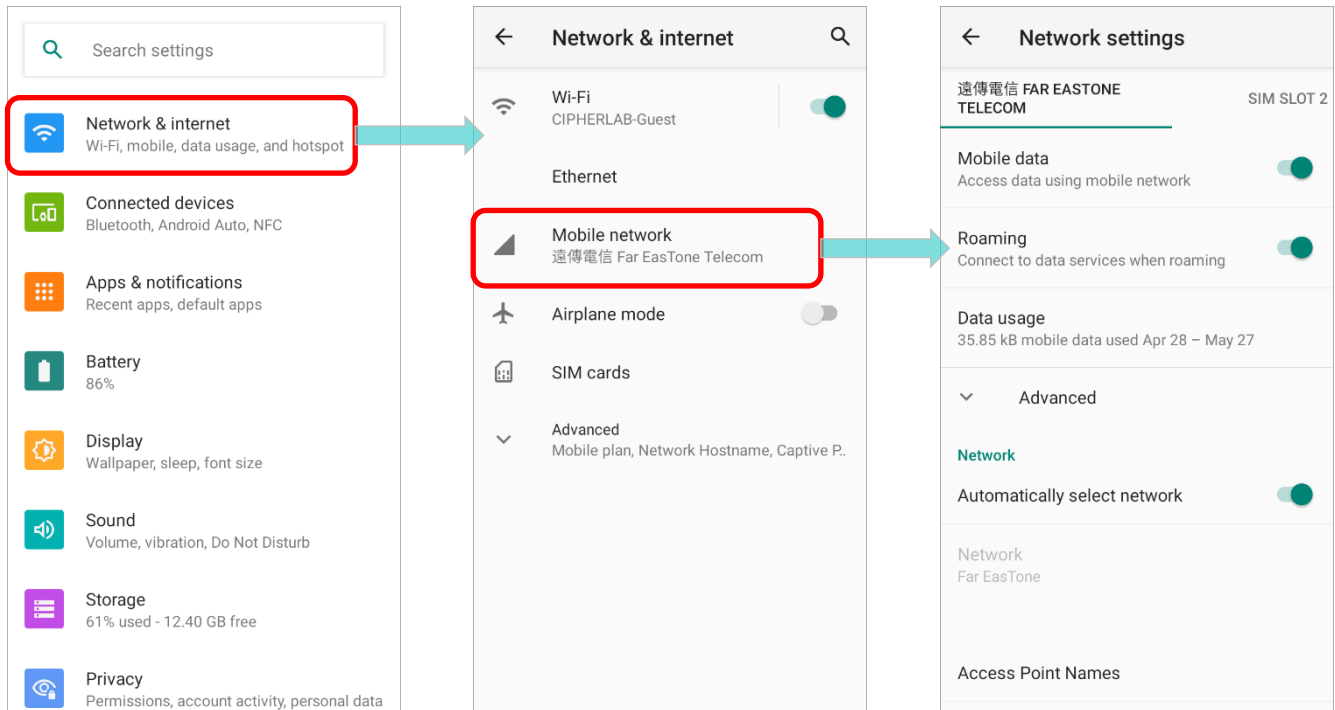 Search settings
Network & internet
Wi-Fi, mobile, data usage, and hotspot
Connected devices
Bluetooth, Android Auto, NFC
Apps & notifications
Recent apps, default apps
Battery
86%
Display
Wallpaper, sleep, font size
Sound
Volume, vibration, Do Not Disturb
Storage
61% used - 12.40 GB free
Privacy
Permissions, account activity, personal data
Network & internet
Wi-Fi
CIPHERLAB-Guest
Ethernet
Mobile network
遠傳電信 Far EasTone Telecom
Airplane mode
SIM cards
Advanced
Mobile plan, Network Hostname, Captive P..
Network settings
遠傳電信 FAR EASTONE
TELECOM
SIM SLOT 2
Mobile data
Access data using mobile network
Roaming
Connect to data services when roaming
Data usage
35.85 kB mobile data used Apr 28 – May 27
Advanced
Network
Automatically select network
Network
Far EasTone
Access Point Names